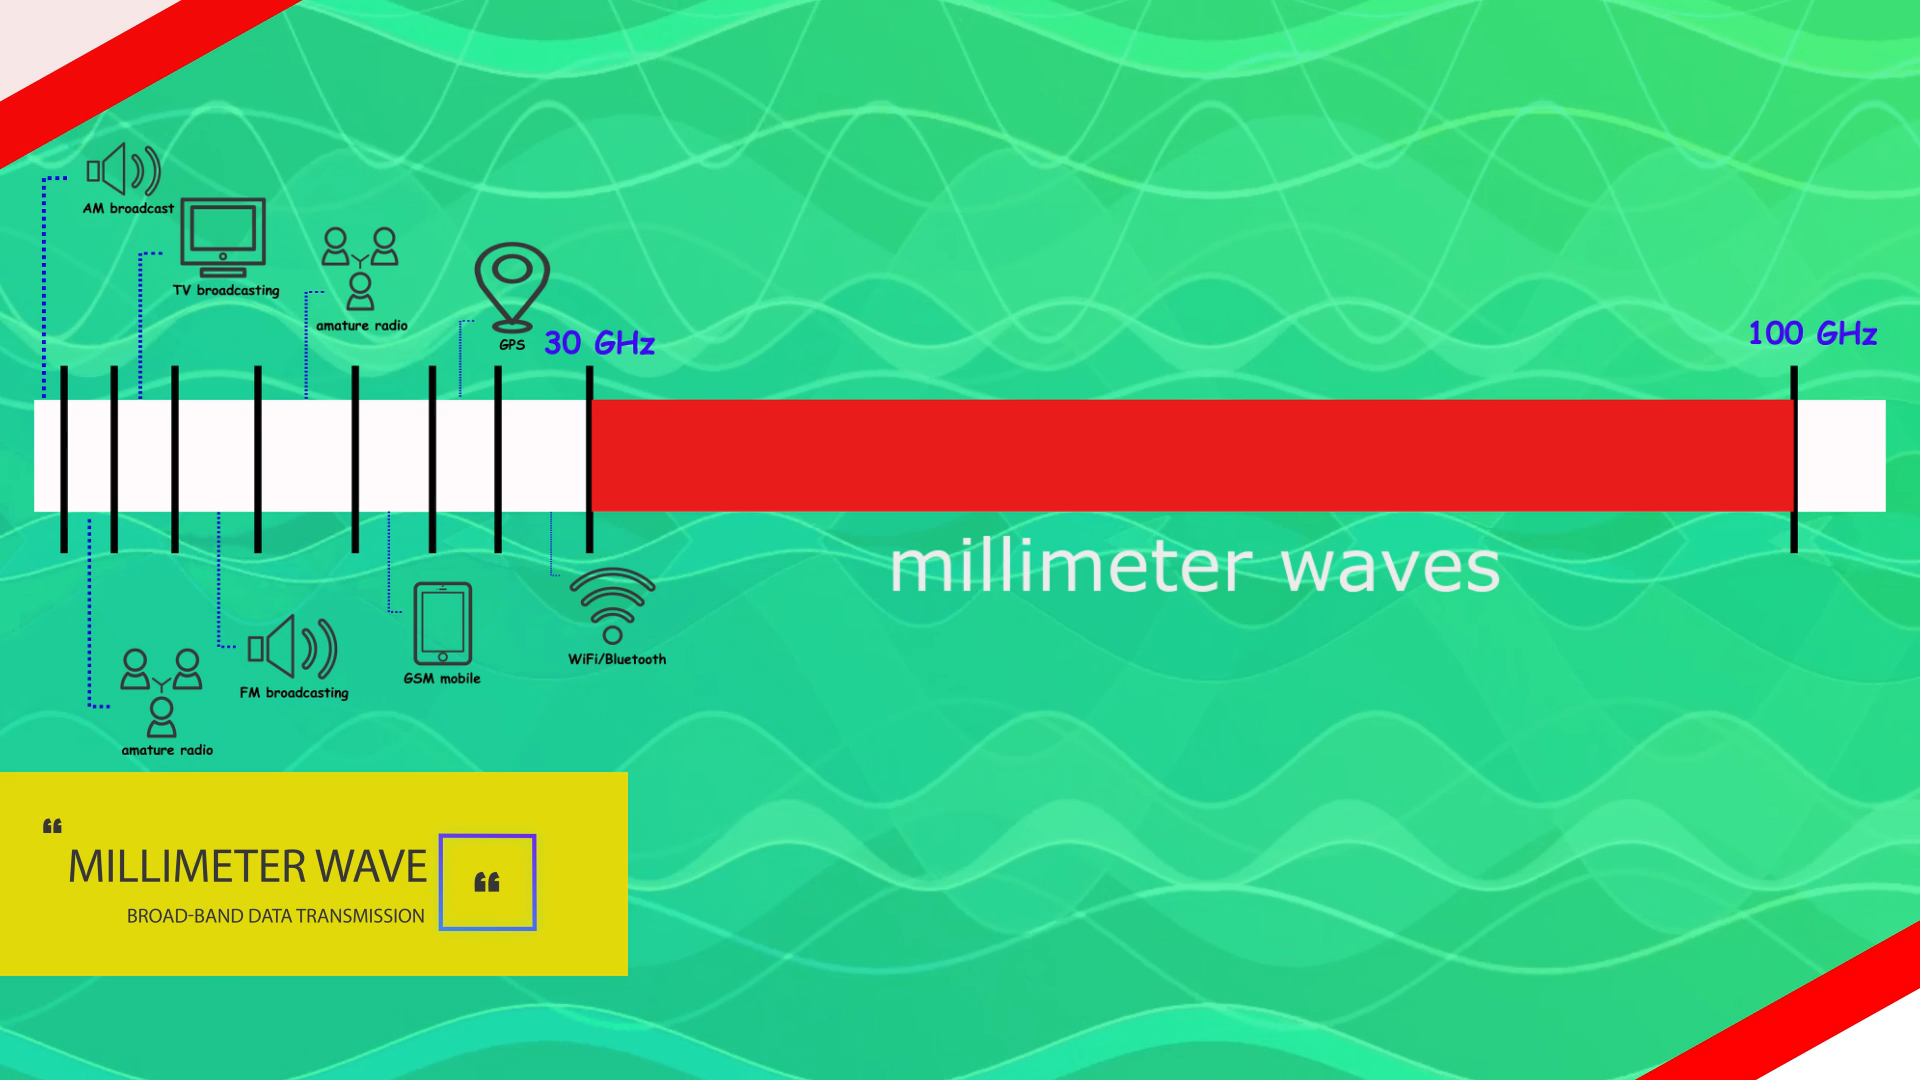 AM broadcast
TV broadcasting
amature radio
GPS
30 GHz
100 GHz
millimeter waves
WiFi/Bluetooth
GSM mobile
FM broadcasting
amature radio
“
MILLIMETER WAVE
“
BROAD-BAND DATA TRANSMISSION